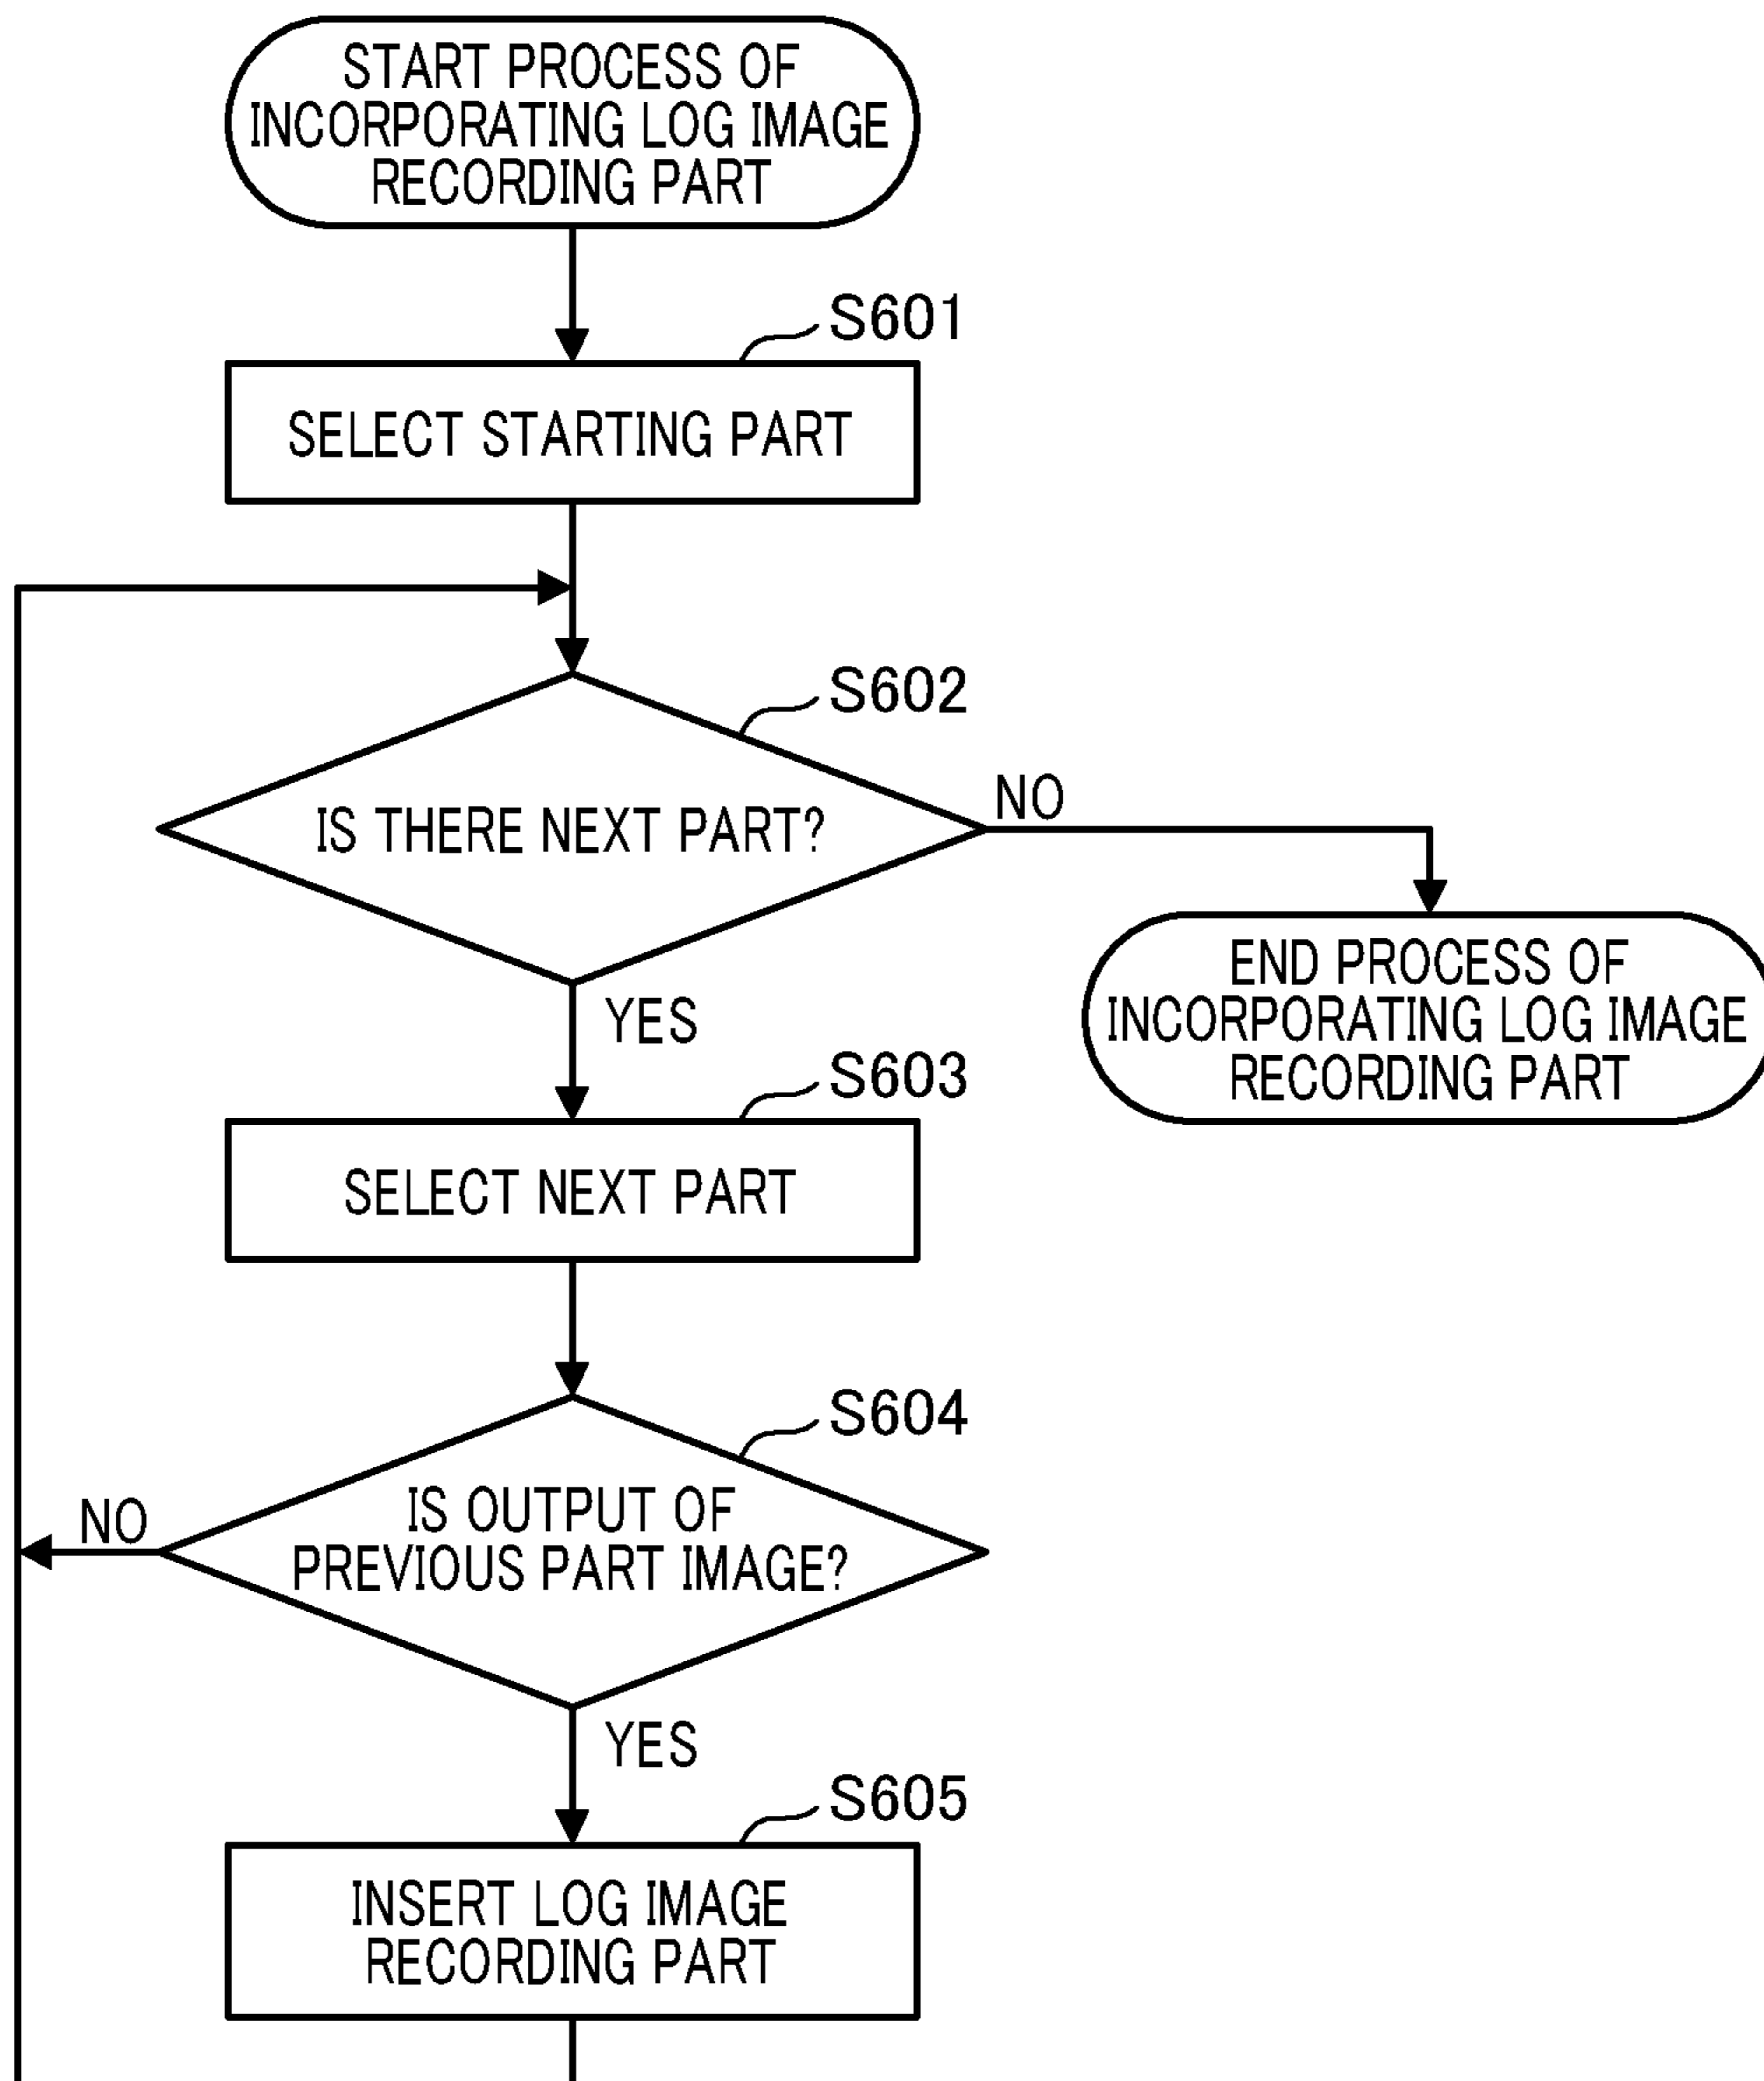 START PROCESS OF
INCORPORATING LOG IMAGE
RECORDING PART
S601
SELECT STARTING PART
S602
IS THERE NEXT PART?
NO
END PROCESS OF
INCORPORATING LOG IMAGE
RECORDING PART
YES
S603
SELECT NEXT PART
S604
IS OUTPUT OF
PREVIOUS PART IMAGE?
NO
YES
S605
INSERT LOG IMAGE
RECORDING PART